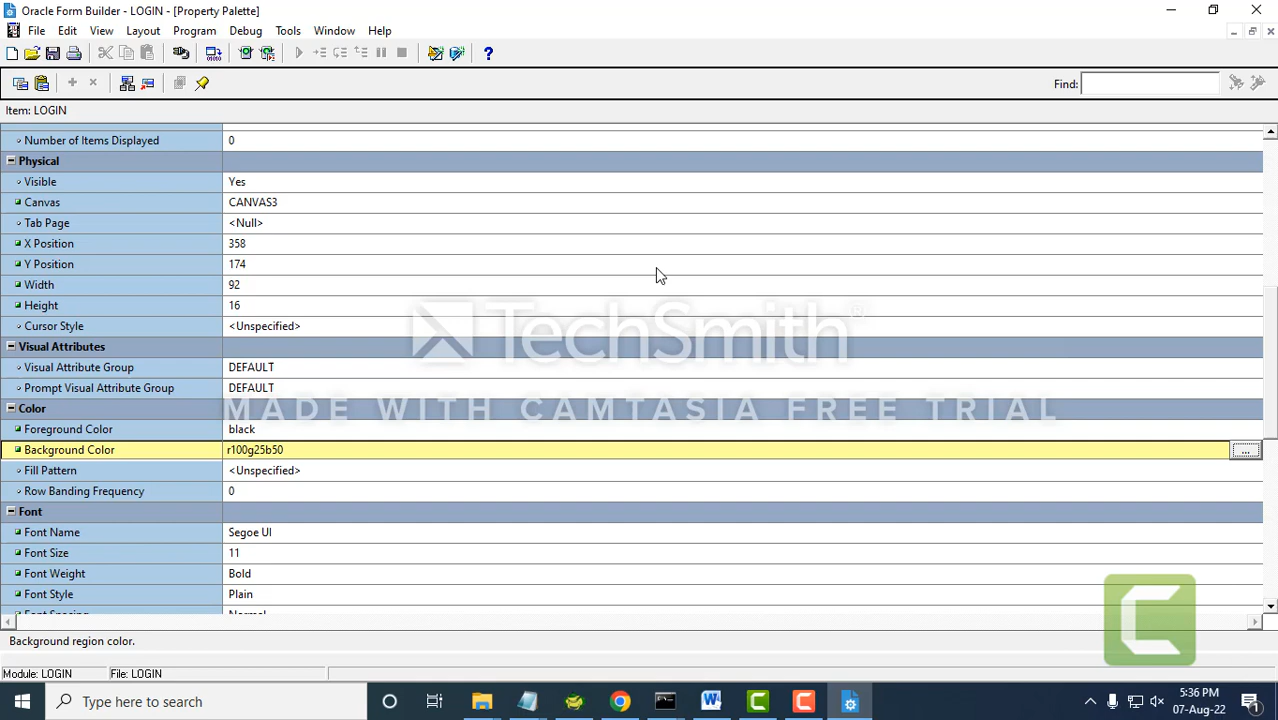 Oracle Form Builder - LOGIN - [Property Palette]
File Edit View Layout Program Debug Tools Window Help
Find:
Item: LOGIN
Number of Items Displayed 0
Physical
Visible Yes
Canvas CANVAS3
Tab Page <Null>
X Position 358
Y Position 174
Width 92
Height 16
Cursor Style <Unspecified>
TechSmith®
Visual Attributes
Visual Attribute Group DEFAULT
Prompt Visual Attribute Group DEFAULT
Color
MADE WITH CAMTASIA FREE TRIAL
Foreground Color black
Background Color r100g25b50 ...
Fill Pattern <Unspecified>
Row Banding Frequency 0
Font
Font Name Segoe UI
Font Size 11
Font Weight Bold
Font Style Plain
Font Spacing Normal
Background region color.
Module: LOGIN File: LOGIN
Type here to search
5:36 PM
07-Aug-22
1